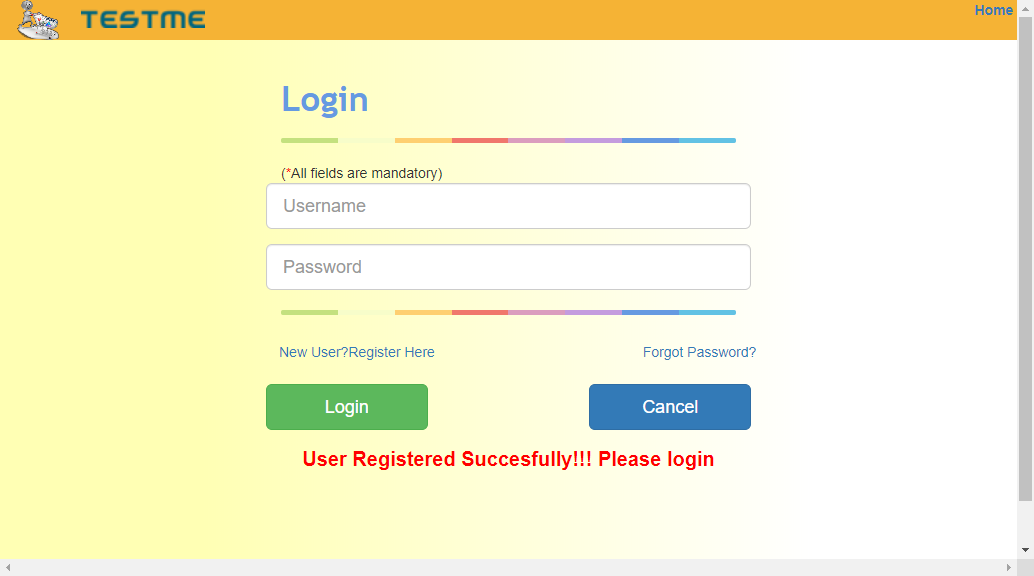 TESTME
Home
Login
(*All fields are mandatory)
Username
Password
New User?Register Here
Forgot Password?
Login
Cancel
User Registered Succesfully!!! Please login